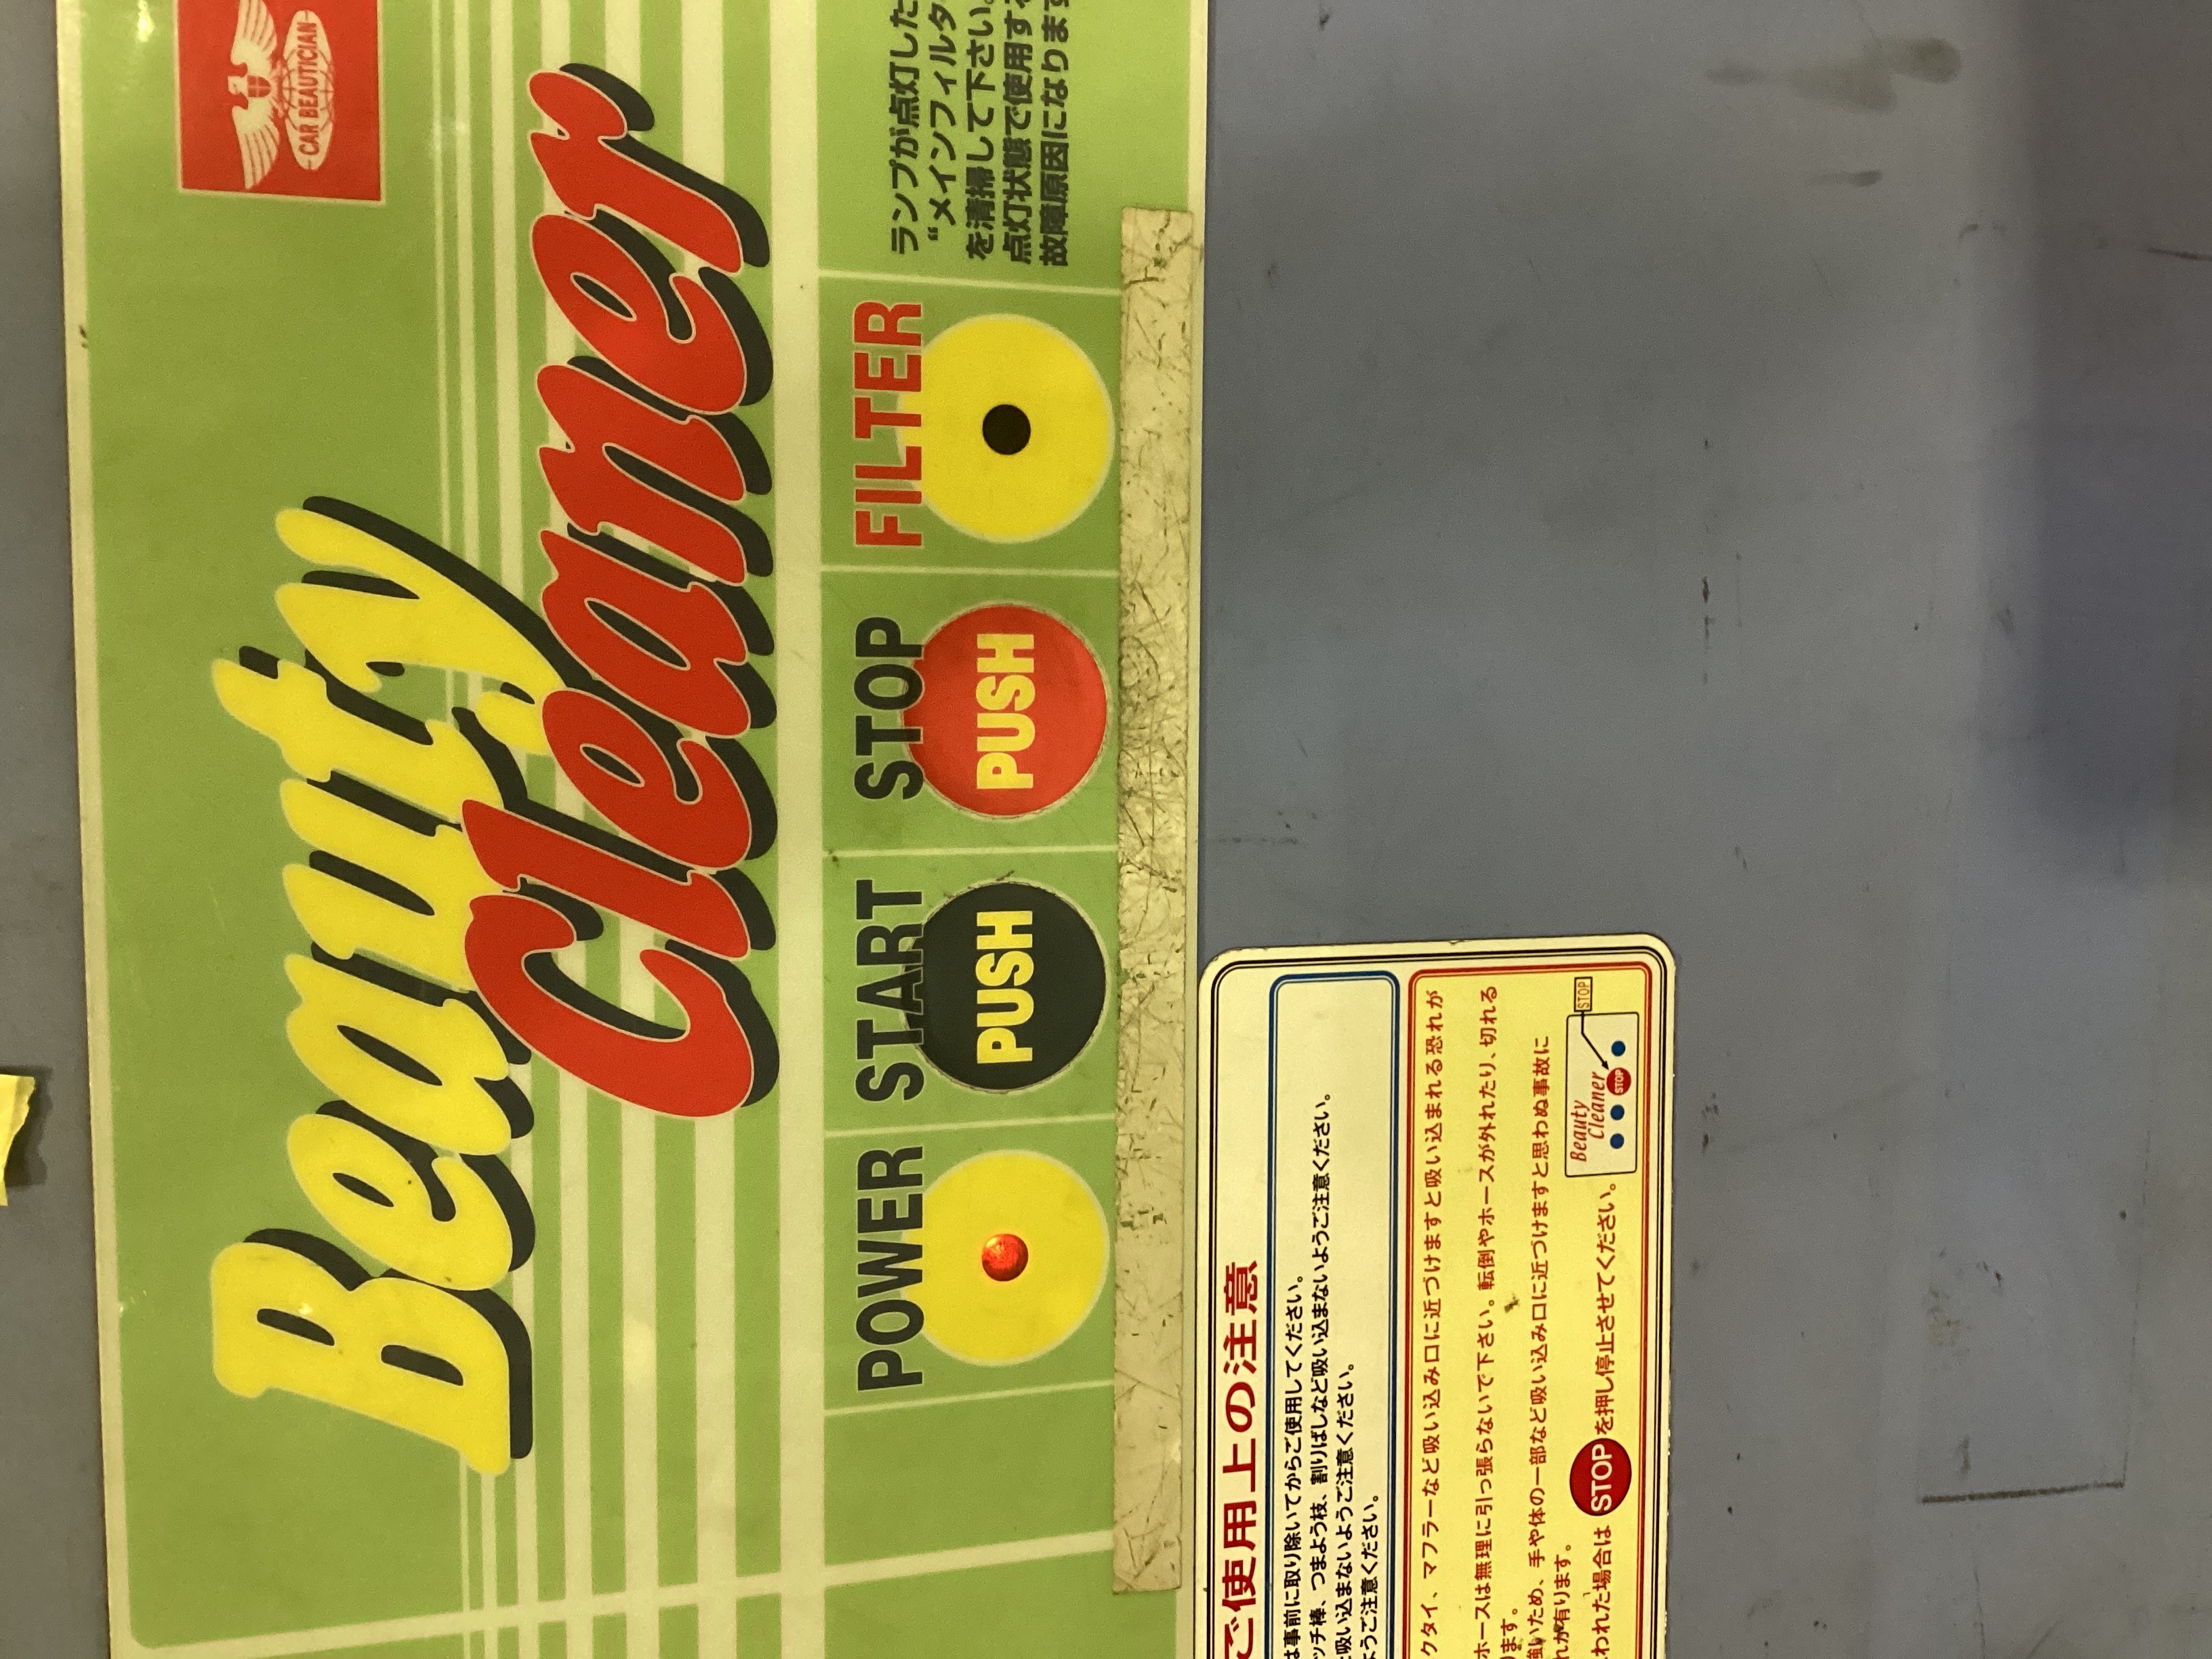 CAR BEAUTICIAN
Beauty
Cleaner
POWER
START
STOP
FILTER
PUSH
PUSH
ランプが点灯した
“メインフィルタ
を清掃して下さい。
点灯状態で使用する
故障原因になります
ご使用上の注意
は事前に取り除いてからご使用してください。
ッチ棒、つまよう枝、割りばしなど吸い込まないようご注意ください。
吸い込まないようご注意ください。
ようご注意ください。
クタイ、マフラーなど吸い込み口に近づけますと吸い込まれる恐れが
ホースは無理に引っ張らないで下さい。転倒やホースが外れたり、切れる
ります。
強いため、手や体の一部など吸い込み口に近づけますと思わぬ事故に
れが有ります。
われた場合は STOP を押し停止させてください。
Beauty
Cleaner
STOP
STOP